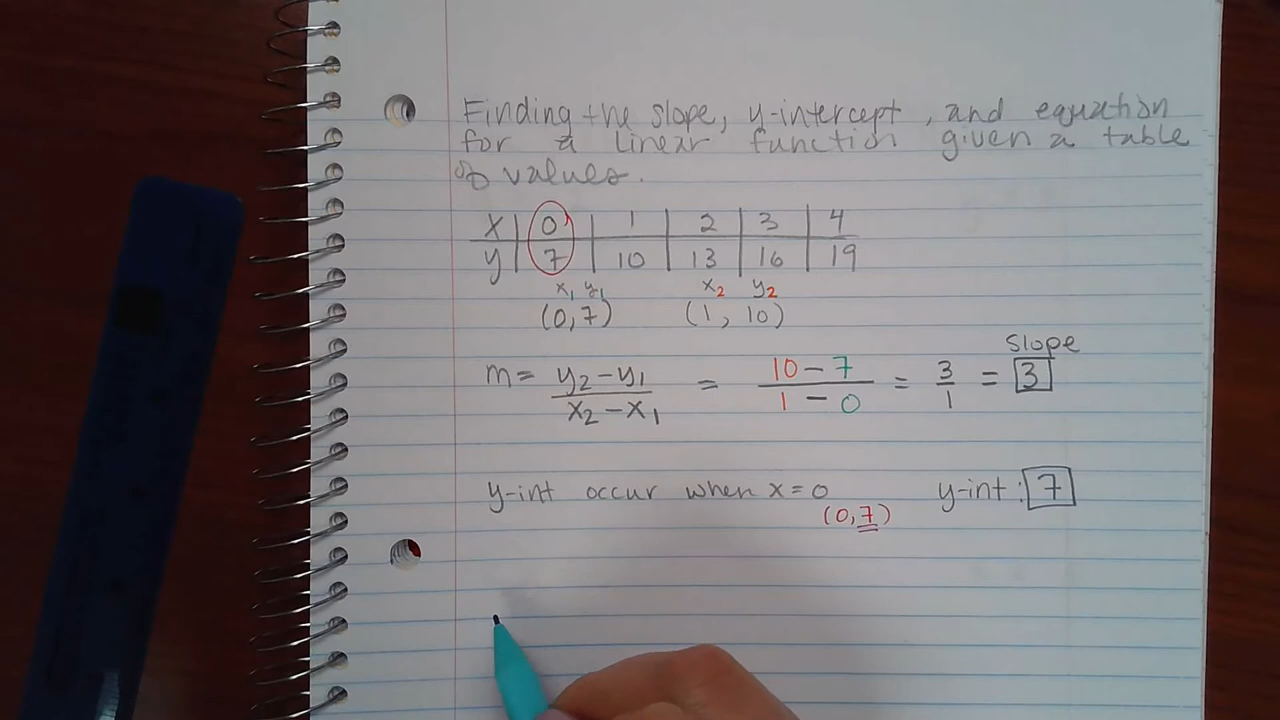 Finding the slope, y-intercept, and equation
for a linear function given a table
of values.
x | 0 | 1 | 2 | 3 | 4
y | 7 | 10 | 13 | 16 | 19
x₁ y₁ x₂ y₂
(0,7) (1, 10)
slope
m = (y₂ - y₁)/(x₂ - x₁) = (10 - 7)/(1 - 0) = 3/1 = 3
y-int occur when x = 0 y-int: 7
(0,7)